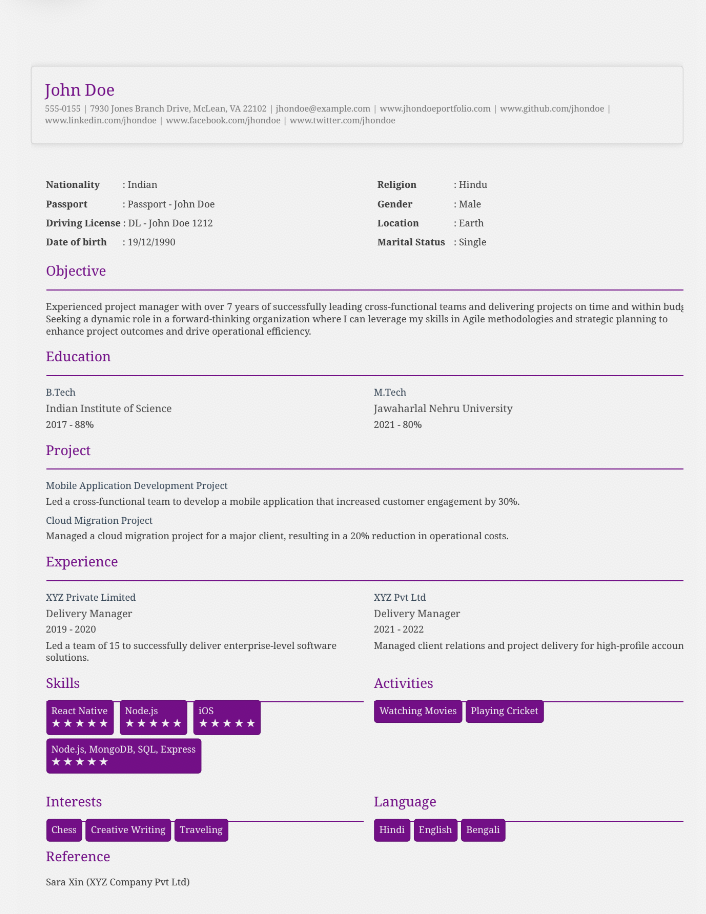 John Doe
555-0155 | 7930 Jones Branch Drive, McLean, VA 22102 | jhondoe@example.com | www.jhondoeportfolio.com | www.github.com/jhondoe |
www.linkedin.com/jhondoe | www.facebook.com/jhondoe | www.twitter.com/jhondoe
Nationality : Indian
Passport : Passport - John Doe
Driving License : DL - John Doe 1212
Date of birth : 19/12/1990
Religion : Hindu
Gender : Male
Location : Earth
Marital Status : Single
Objective
Experienced project manager with over 7 years of successfully leading cross-functional teams and delivering projects on time and within
Seeking a dynamic role in a forward-thinking organization where I can leverage my skills in Agile methodologies and strategic planning to
enhance project outcomes and drive operational efficiency.
Education
B.Tech
Indian Institute of Science
2017 - 88%
M.Tech
Jawaharlal Nehru University
2021 - 80%
Project
Mobile Application Development Project
Led a cross-functional team to develop a mobile application that increased customer engagement by 30%.
Cloud Migration Project
Managed a cloud migration project for a major client, resulting in a 20% reduction in operational costs.
Experience
XYZ Private Limited
Delivery Manager
2019 - 2020
Led a team of 15 to successfully deliver enterprise-level software
solutions.
XYZ Pvt Ltd
Delivery Manager
2021 - 2022
Managed client relations and project delivery for high-profile accoun
Skills
React Native
★ ★ ★ ★ ★
Node.js
★ ★ ★ ★ ★
iOS
★ ★ ★ ★ ★
Node.js, MongoDB, SQL, Express
★ ★ ★ ★ ★
Activities
Watching Movies
Playing Cricket
Interests
Chess
Creative Writing
Traveling
Language
Hindi
English
Bengali
Reference
Sara Xin (XYZ Company Pvt Ltd)